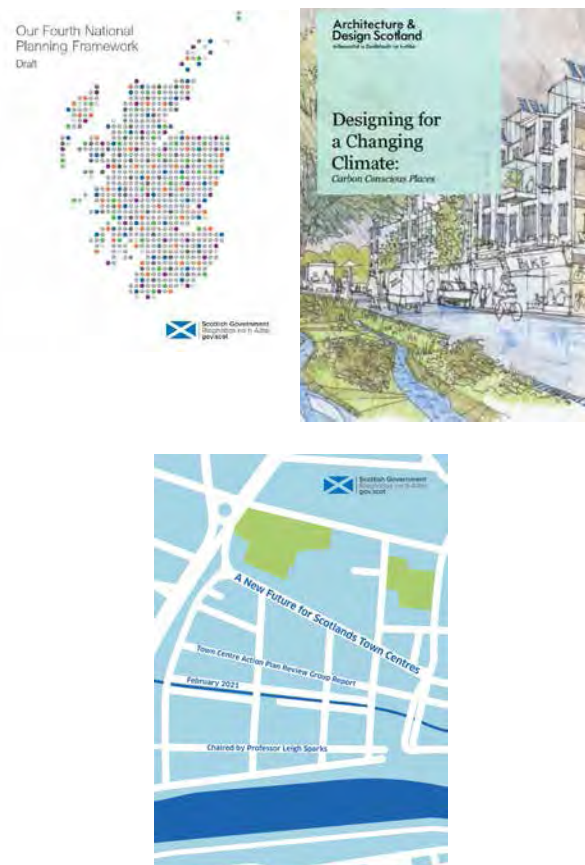 Our Fourth National
Planning Framework
Draft
Scottish Government
gov.scot
Architecture &
Design Scotland
Designing for
a Changing
Climate:
Carbon Conscious Places
BIKE
Scottish Government
gov.scot
A New Future for Scotlands Town Centres
Town Centre Action Plan Review Group Report
February 2021
Chaired by Professor Leigh Sparks